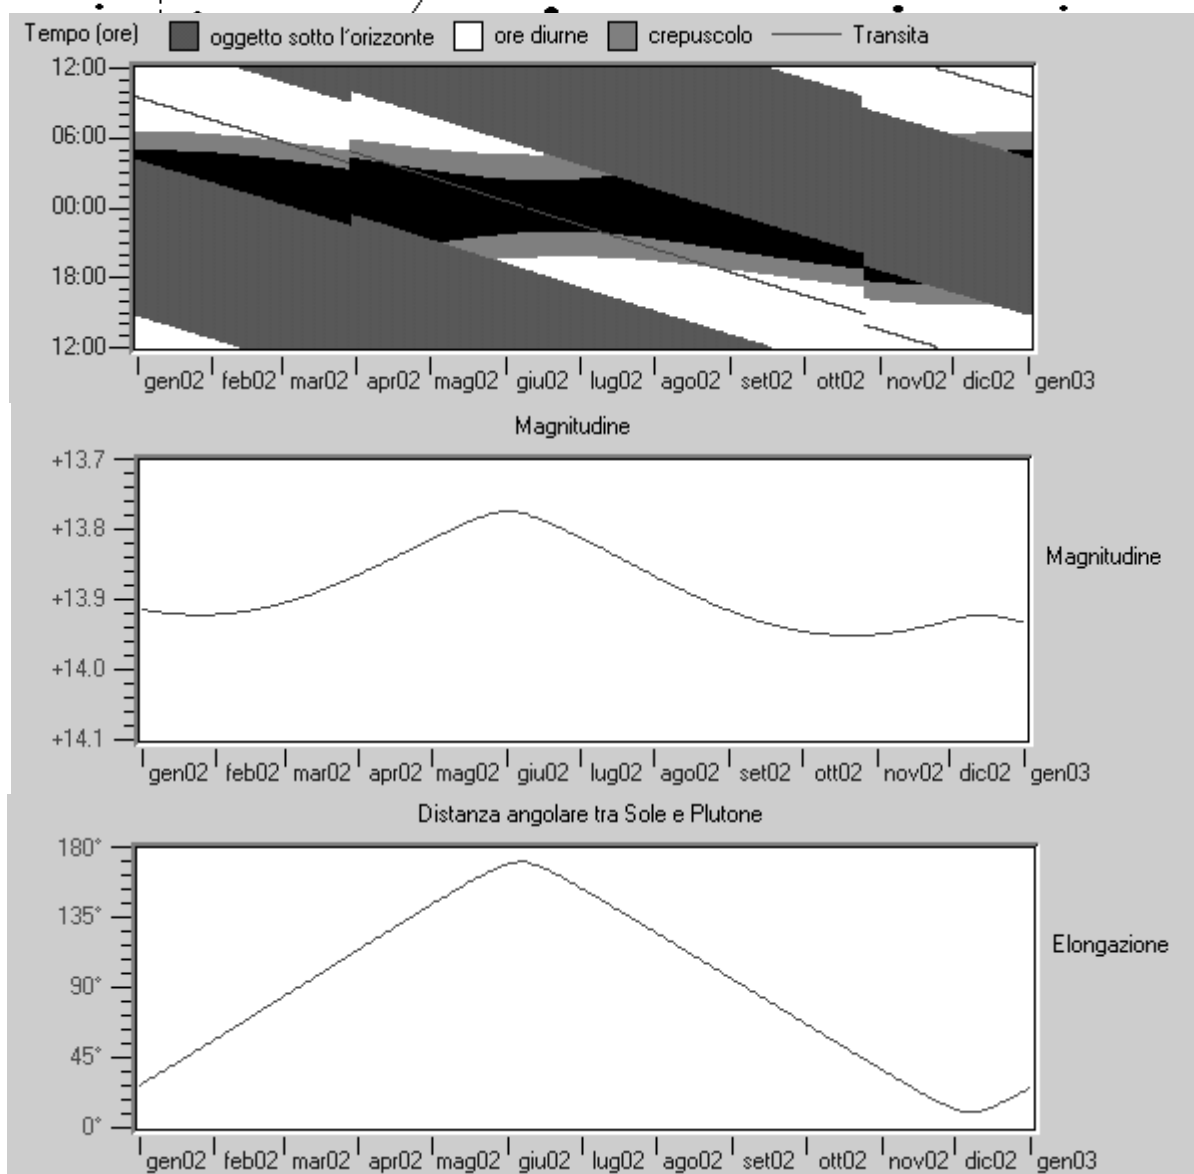 Tempo (ore) oggetto sotto l'orizzonte ore diurne crepuscolo Transita
12:00
06:00
00:00
18:00
12:00
gen02 feb02 mar02 apr02 mag02 giu02 lug02 ago02 set02 ott02 nov02 dic02 gen03
Magnitudine
+13.7
+13.8
Magnitudine
+13.9
+14.0
+14.1
gen02 feb02 mar02 apr02 mag02 giu02 lug02 ago02 set02 ott02 nov02 dic02 gen03
Distanza angolare tra Sole e Plutone
180°
135°
Elongazione
90°
45°
0°
gen02 feb02 mar02 apr02 mag02 giu02 lug02 ago02 set02 ott02 nov02 dic02 gen03